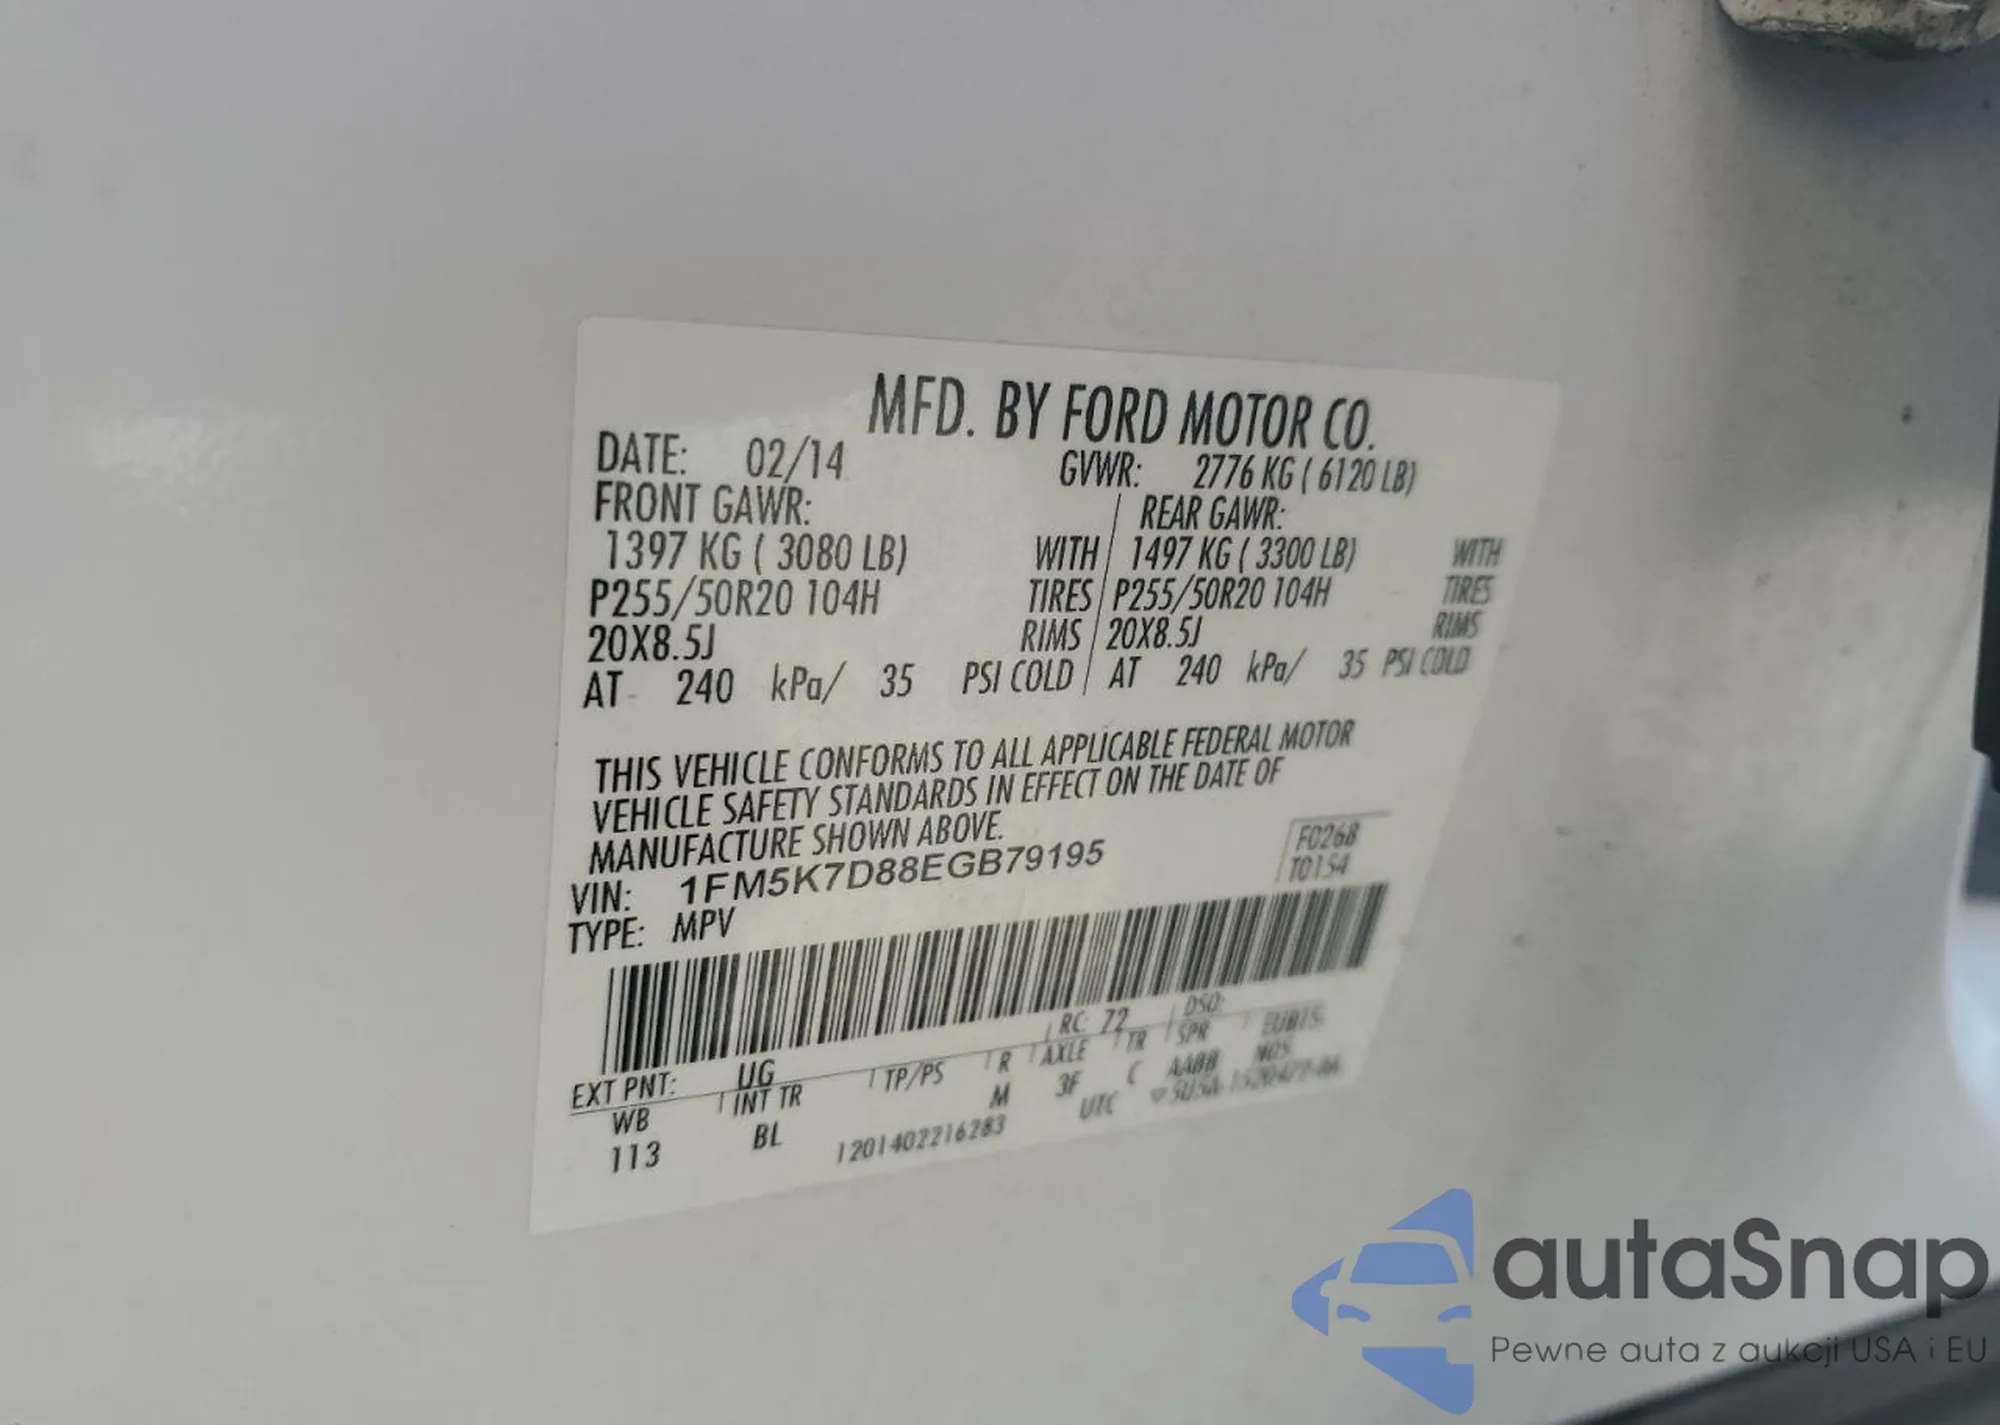 MFD. BY FORD MOTOR CO.
DATE: 02/14 GVWR: 2776 KG ( 6120 LB)
FRONT GAWR: REAR GAWR:
1397 KG ( 3080 LB) WITH 1497 KG ( 3300 LB) WITH
P255/50R20 104H TIRES P255/50R20 104H TIRES
20X8.5J RIMS 20X8.5J RIMS
AT 240 kPa/ 35 PSI COLD AT 240 kPa/ 35 PSI COLD
THIS VEHICLE CONFORMS TO ALL APPLICABLE FEDERAL MOTOR
VEHICLE SAFETY STANDARDS IN EFFECT ON THE DATE OF
MANUFACTURE SHOWN ABOVE.
F0268
VIN: 1FM5K7D88EGB79195
T0154
TYPE: MPV
EXT PNT: UG RC: 72 DSO:
WB INT TR TP/PS R AXLE TR SPR
113 BL M 3F C AABB
1201402216283 UTC
autaSnap
Pewne auta z aukcji USA i EU